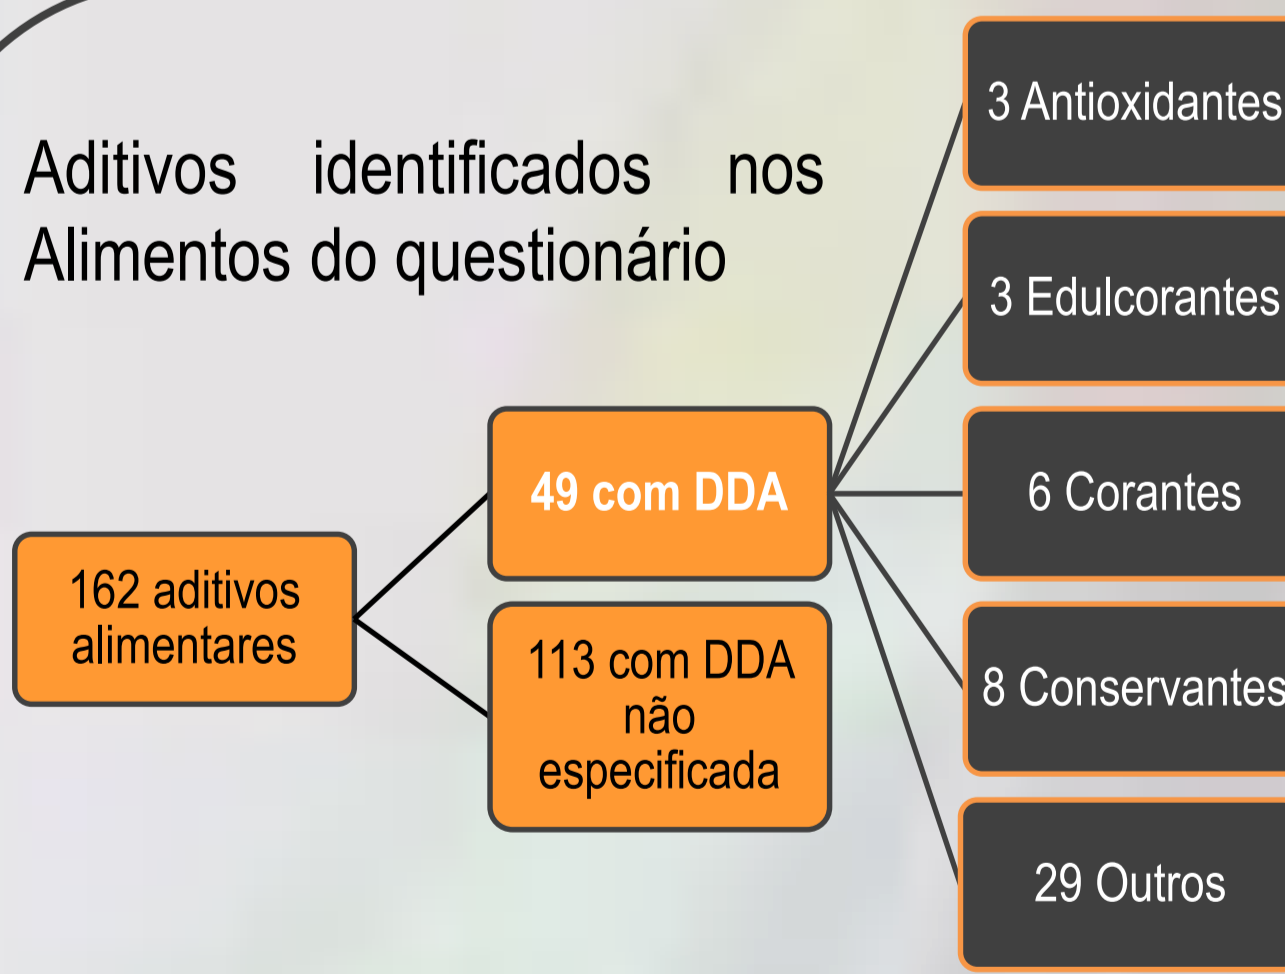 Aditivos identificados nos
Alimentos do questionário
162 aditivos
alimentares
49 com DDA
113 com DDA
não
especificada
3 Antioxidantes
3 Edulcorantes
6 Corantes
8 Conservantes
29 Outros